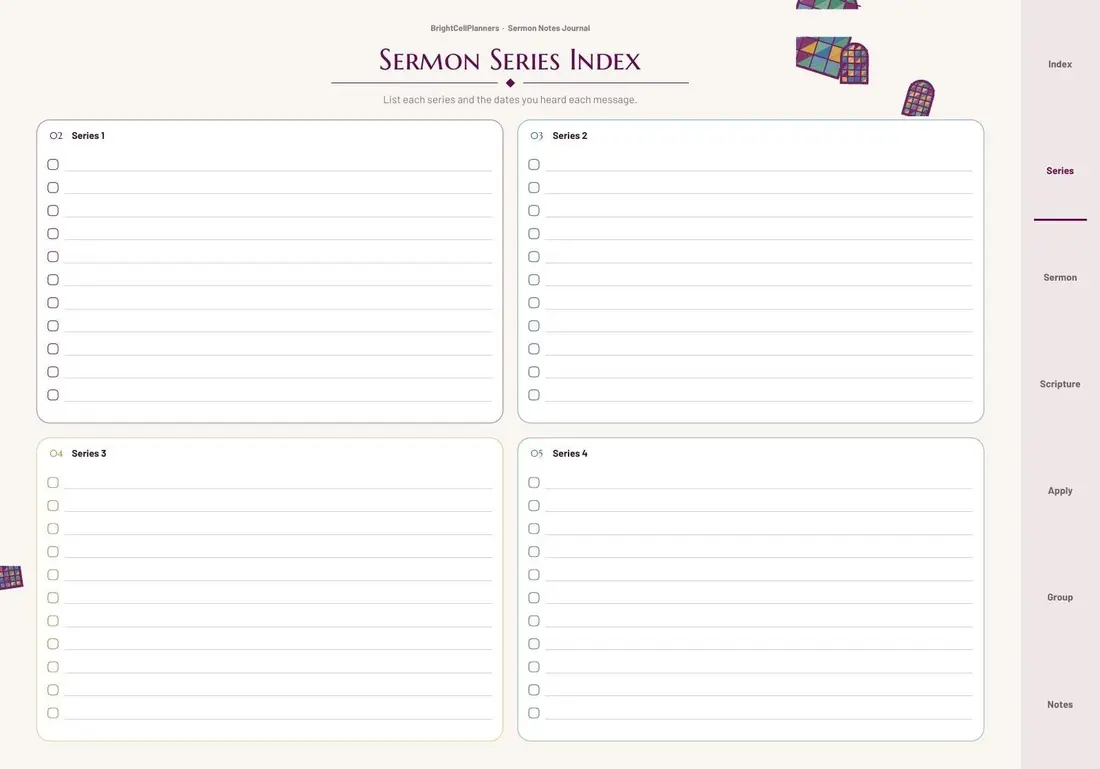 BrightCellPlanners · Sermon Notes Journal
Sermon Series Index
List each series and the dates you heard each message.
02 Series 1
03 Series 2
04 Series 3
05 Series 4
Index
Series
Sermon
Scripture
Apply
Group
Notes